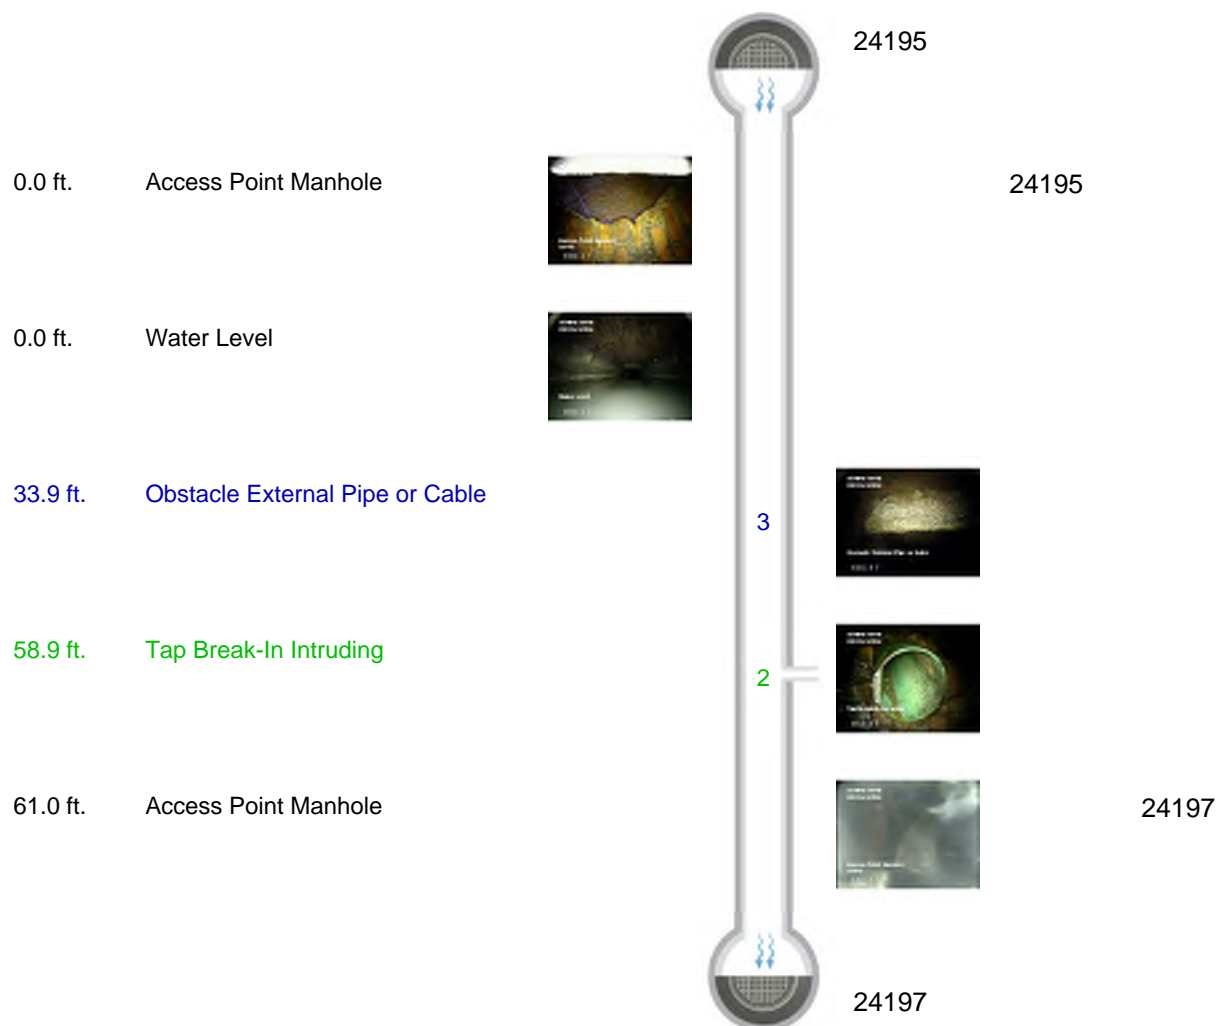 24195
0.0 ft. Access Point Manhole 24195
0.0 ft. Water Level
33.9 ft. Obstacle External Pipe or Cable
3
58.9 ft. Tap Break-In Intruding
2
61.0 ft. Access Point Manhole 24197
24197